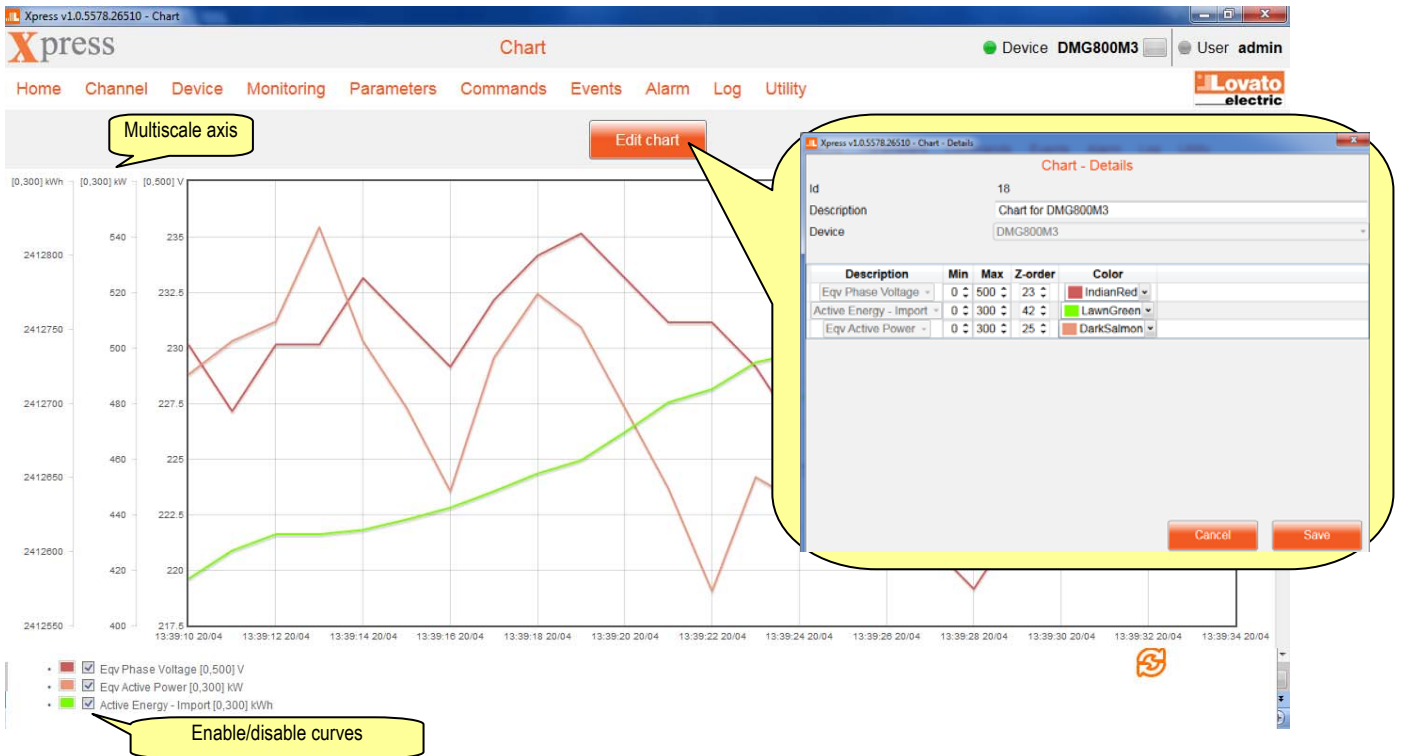 Xpress v1.0.5578.26510 - Chart
Xpress
Chart
Device DMG800M3
User admin
Home Channel Device Monitoring Parameters Commands Events Alarm Log Utility
Lovato
electric
Multiscale axis
Edit chart
Xpress v1.0.5578.26510 - Chart - Details
Chart - Details
Id 18
Description Chart for DMG800M3
Device DMG800M3
Description Min Max Z-order Color
Eqv Phase Voltage 0 500 23 IndianRed
Active Energy - Import 0 300 42 LawnGreen
Eqv Active Power 0 300 25 DarkSalmon
Cancel Save
[0,300] kWh [0,300] kW [0,500] V
540 235
2412800
520 232.5
2412750
500 230
2412700 480 227.5
460 225
2412650
440 222.5
2412600
420 220
2412550 400 217.5
13:39:10 20/04 13:39:12 20/04 13:39:14 20/04 13:39:16 20/04 13:39:18 20/04 13:39:20 20/04 13:39:22 20/04 13:39:24 20/04 13:39:26 20/04 13:39:28 20/04 13:39:30 20/04 13:39:32 20/04 13:39:34 20/04
Eqv Phase Voltage [0,500] V
Eqv Active Power [0,300] kW
Active Energy - Import [0,300] kWh
Enable/disable curves